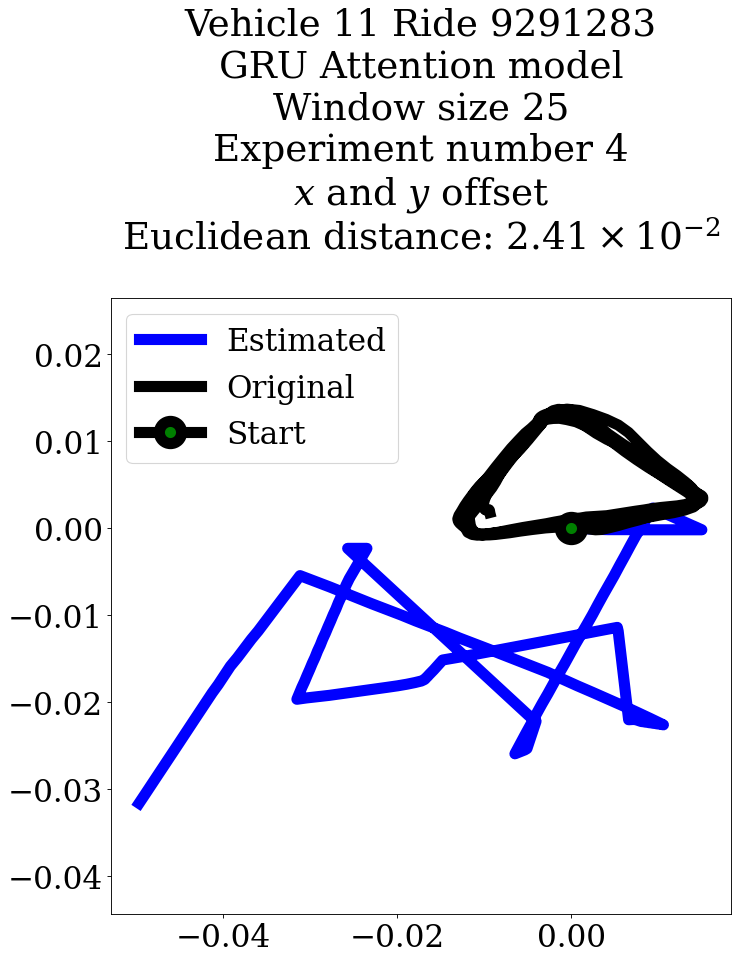 Vehicle 11 Ride 9291283
GRU Attention model
Window size 25
Experiment number 4
x and y offset
Euclidean distance: 2.41 × 10⁻²
Estimated
Original
Start
0.02
0.01
0.00
−0.01
−0.02
−0.03
−0.04
−0.04 −0.02 0.00